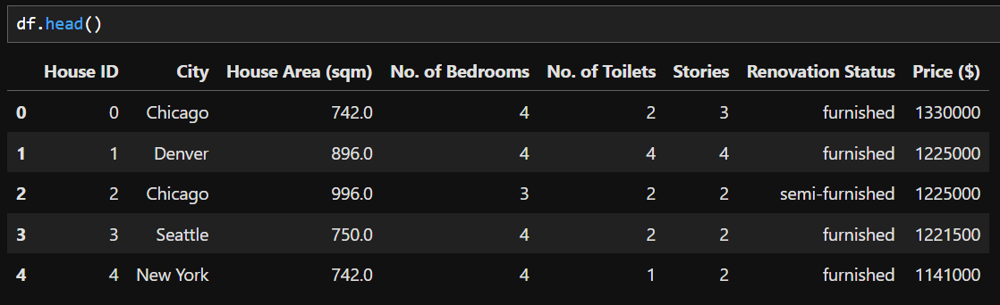 df.head()
House ID City House Area (sqm) No. of Bedrooms No. of Toilets Stories Renovation Status Price ($)
0 0 Chicago 742.0 4 2 3 furnished 1330000
1 1 Denver 896.0 4 4 4 furnished 1225000
2 2 Chicago 996.0 3 2 2 semi-furnished 1225000
3 3 Seattle 750.0 4 2 2 furnished 1221500
4 4 New York 742.0 4 1 2 furnished 1141000